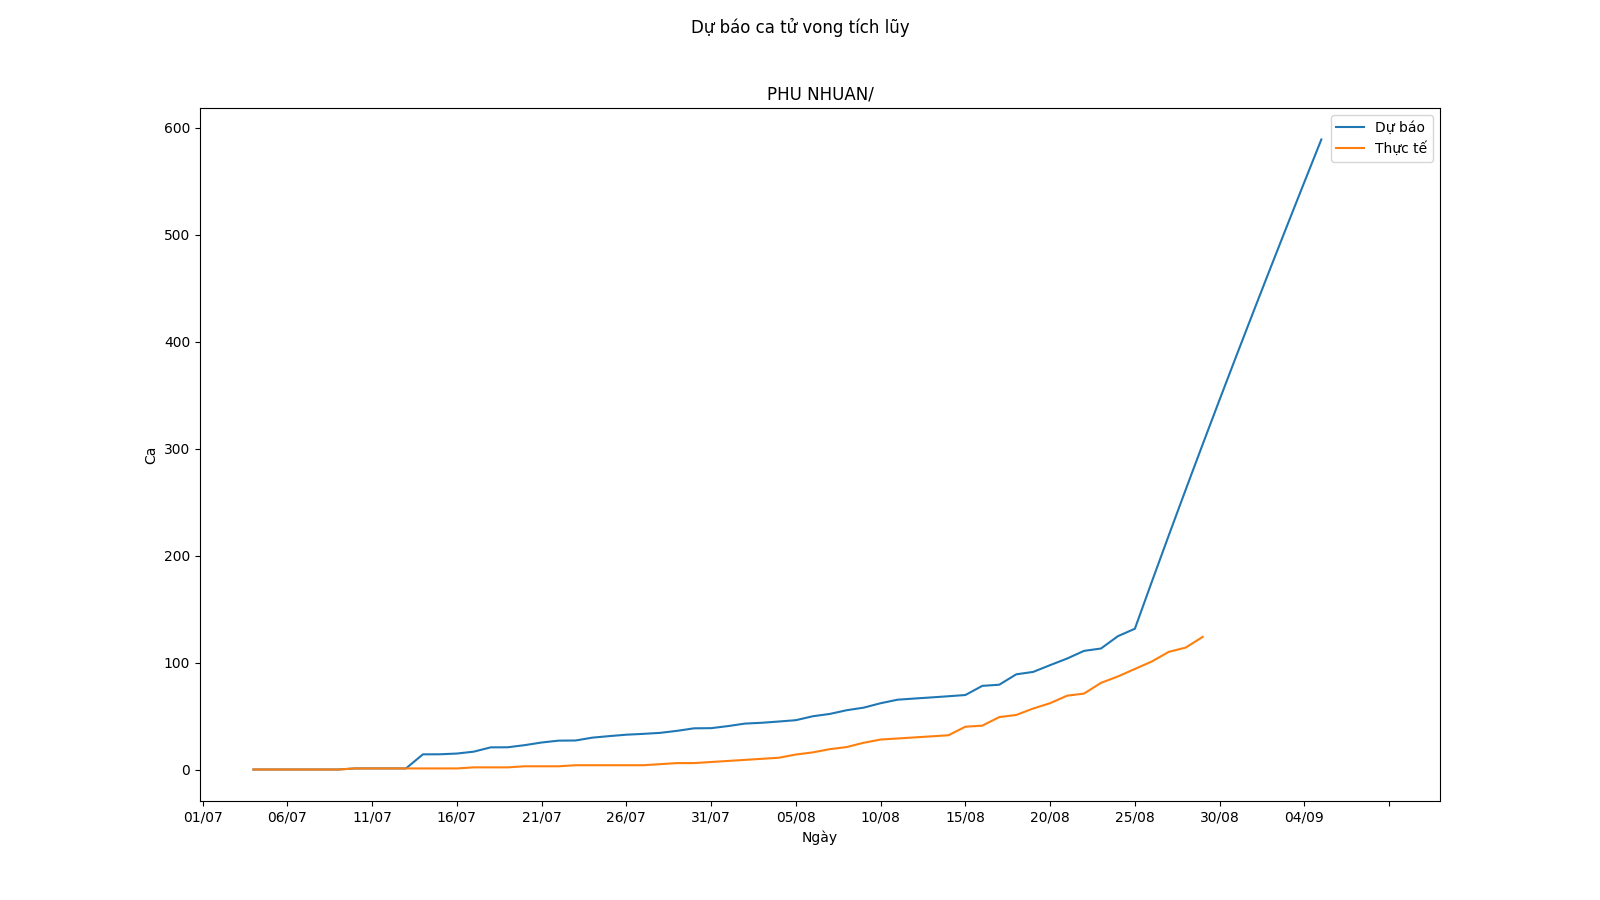 Dự báo ca tử vong tích lũy
PHU NHUAN/
Dự báo
Thực tế
600
500
400
300
200
100
0
Ca
01/07 06/07 11/07 16/07 21/07 26/07 31/07 05/08 10/08 15/08 20/08 25/08 30/08 04/09
Ngày